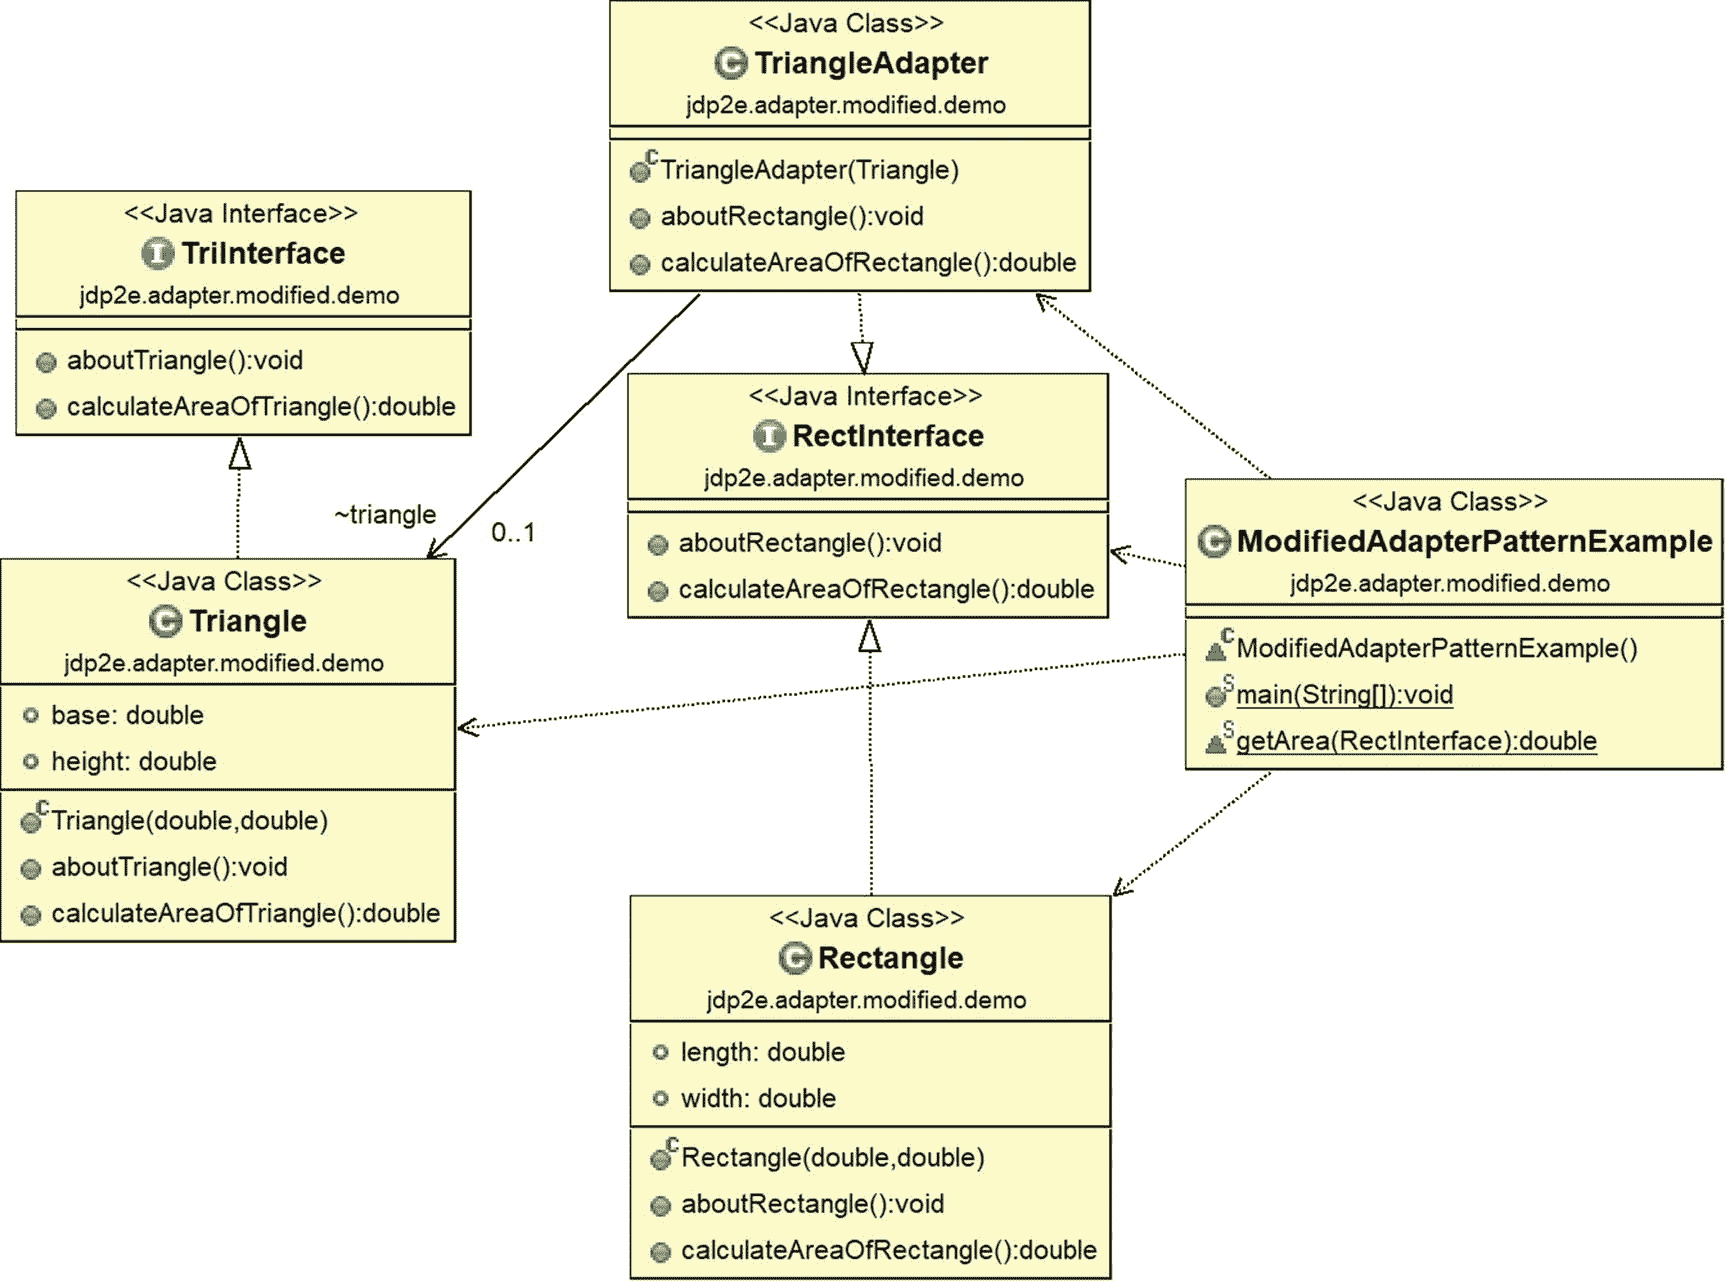 <<Java Class>>
C TriangleAdapter
jdp2e.adapter.modified.demo
C TriangleAdapter(Triangle)
aboutRectangle():void
calculateAreaOfRectangle():double
<<Java Interface>>
I TriInterface
jdp2e.adapter.modified.demo
aboutTriangle():void
calculateAreaOfTriangle():double
<<Java Interface>>
I RectInterface
jdp2e.adapter.modified.demo
aboutRectangle():void
calculateAreaOfRectangle():double
~triangle
0..1
<<Java Class>>
C ModifiedAdapterPatternExample
jdp2e.adapter.modified.demo
C ModifiedAdapterPatternExample()
S main(String[]):void
S getArea(RectInterface):double
<<Java Class>>
C Triangle
jdp2e.adapter.modified.demo
base: double
height: double
C Triangle(double,double)
aboutTriangle():void
calculateAreaOfTriangle():double
<<Java Class>>
C Rectangle
jdp2e.adapter.modified.demo
length: double
width: double
C Rectangle(double,double)
aboutRectangle():void
calculateAreaOfRectangle():double